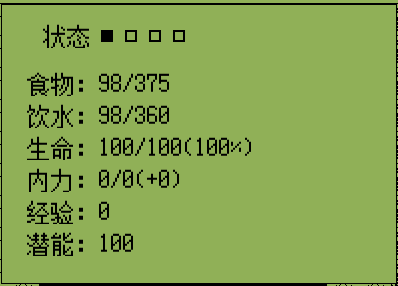 状态 ■ □ □ □
食物: 98/375
饮水: 98/360
生命: 100/100(100%)
内力: 0/0(+0)
经验: 0
潜能: 100